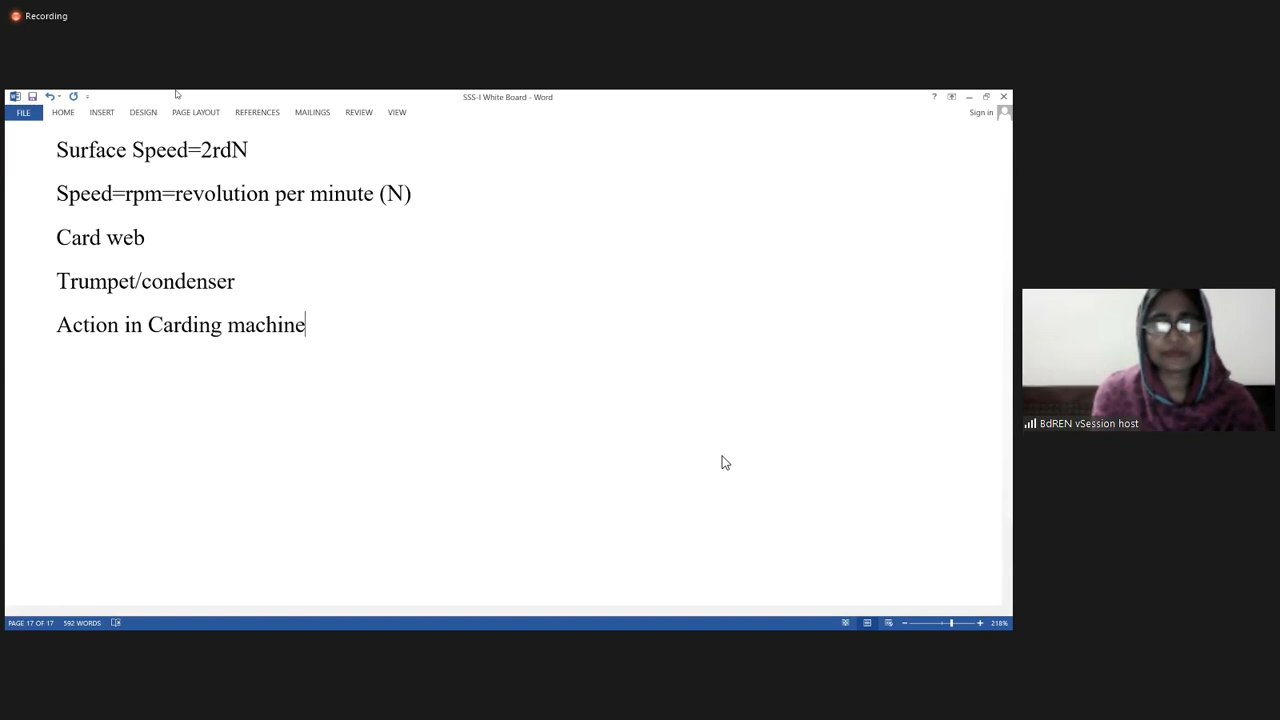 Recording
SSS-I White Board - Word
?
FILE HOME INSERT DESIGN PAGE LAYOUT REFERENCES MAILINGS REVIEW VIEW
Sign in
Surface Speed=2rdN
Speed=rpm=revolution per minute (N)
Card web
Trumpet/condenser
Action in Carding machine
BdREN vSession host
PAGE 17 OF 17 592 WORDS
218%